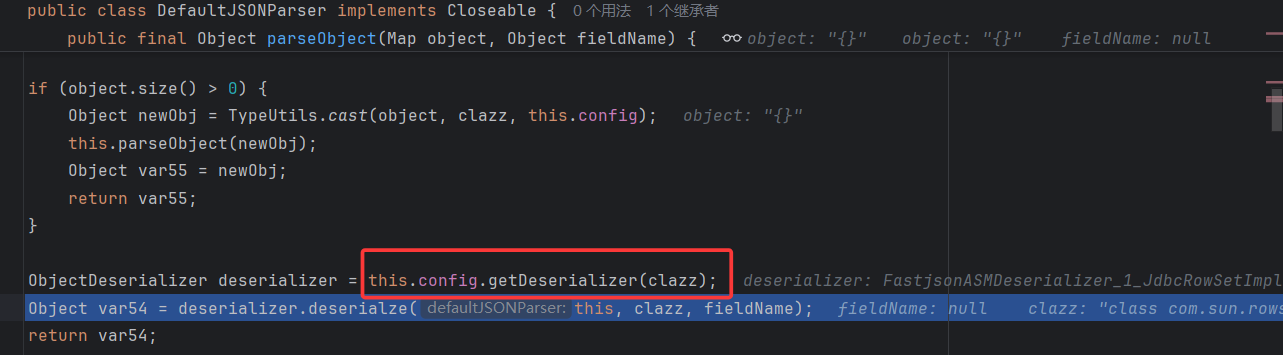 public class DefaultJSONParser implements Closeable {  0个用法  1个继承者
public final Object parseObject(Map object, Object fieldName) {  object: "{}"  object: "{}"  fieldName: null
if (object.size() > 0) {
Object newObj = TypeUtils.cast(object, clazz, this.config);  object: "{}"
this.parseObject(newObj);
Object var55 = newObj;
return var55;
}
ObjectDeserializer deserializer = this.config.getDeserializer(clazz);  deserializer: FastjsonASMDeserializer_1_JdbcRowSetImpl
Object var54 = deserializer.deserialze( defaultJSONParser: this, clazz, fieldName);  fieldName: null  clazz: "class com.sun.rows
return var54;